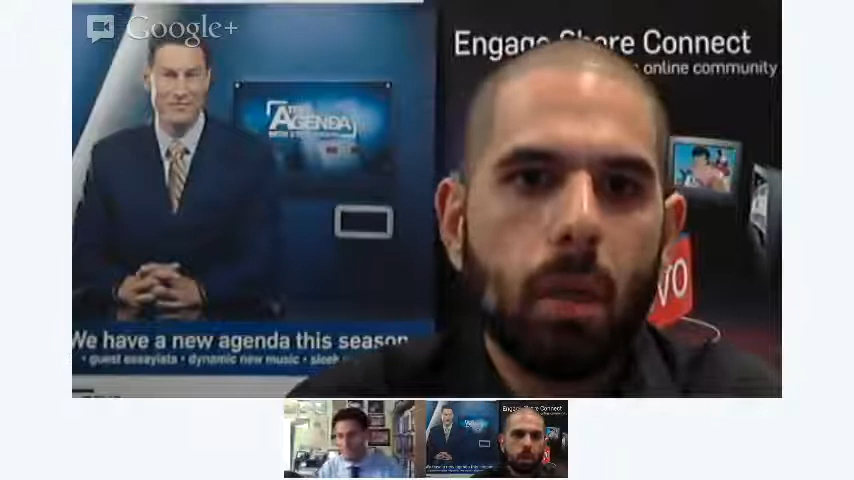 Google+
Engage Share Connect
online community
THE
AGENDA
VO
We have a new agenda this season
· guest essayists · dynamic new music · sleek